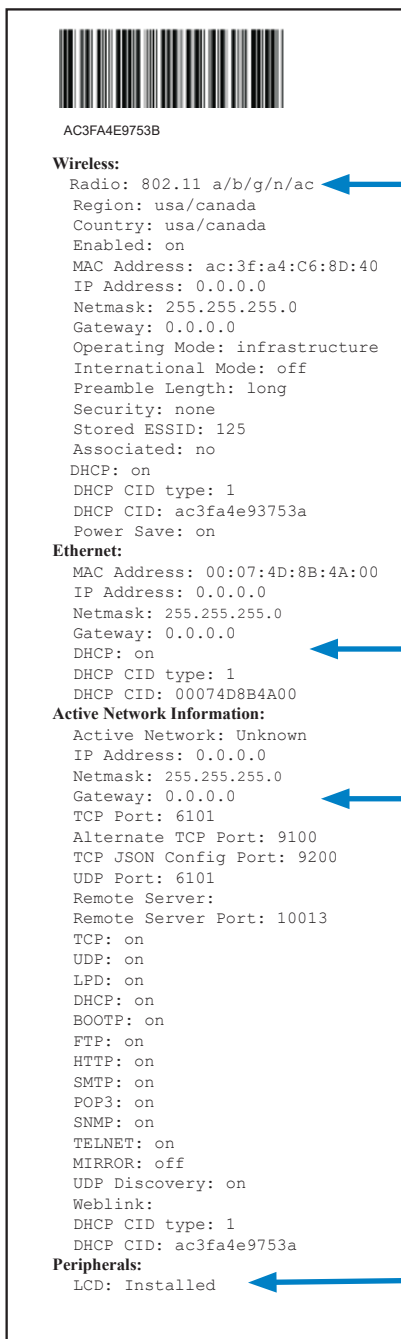 AC3FA4E9753B
Wireless:
Radio: 802.11 a/b/g/n/ac
Region: usa/canada
Country: usa/canada
Enabled: on
MAC Address: ac:3f:a4:C6:8D:40
IP Address: 0.0.0.0
Netmask: 255.255.255.0
Gateway: 0.0.0.0
Operating Mode: infrastructure
International Mode: off
Preamble Length: long
Security: none
Stored ESSID: 125
Associated: no
DHCP: on
DHCP CID type: 1
DHCP CID: ac3fa4e93753a
Power Save: on
Ethernet:
MAC Address: 00:07:4D:8B:4A:00
IP Address: 0.0.0.0
Netmask: 255.255.255.0
Gateway: 0.0.0.0
DHCP: on
DHCP CID type: 1
DHCP CID: 00074D8B4A00
Active Network Information:
Active Network: Unknown
IP Address: 0.0.0.0
Netmask: 255.255.255.0
Gateway: 0.0.0.0
TCP Port: 6101
Alternate TCP Port: 9100
TCP JSON Config Port: 9200
UDP Port: 6101
Remote Server:
Remote Server Port: 10013
TCP: on
UDP: on
LPD: on
DHCP: on
BOOTP: on
FTP: on
HTTP: on
SMTP: on
POP3: on
SNMP: on
TELNET: on
MIRROR: off
UDP Discovery: on
Weblink:
DHCP CID type: 1
DHCP CID: ac3fa4e9753a
Peripherals:
LCD: Installed